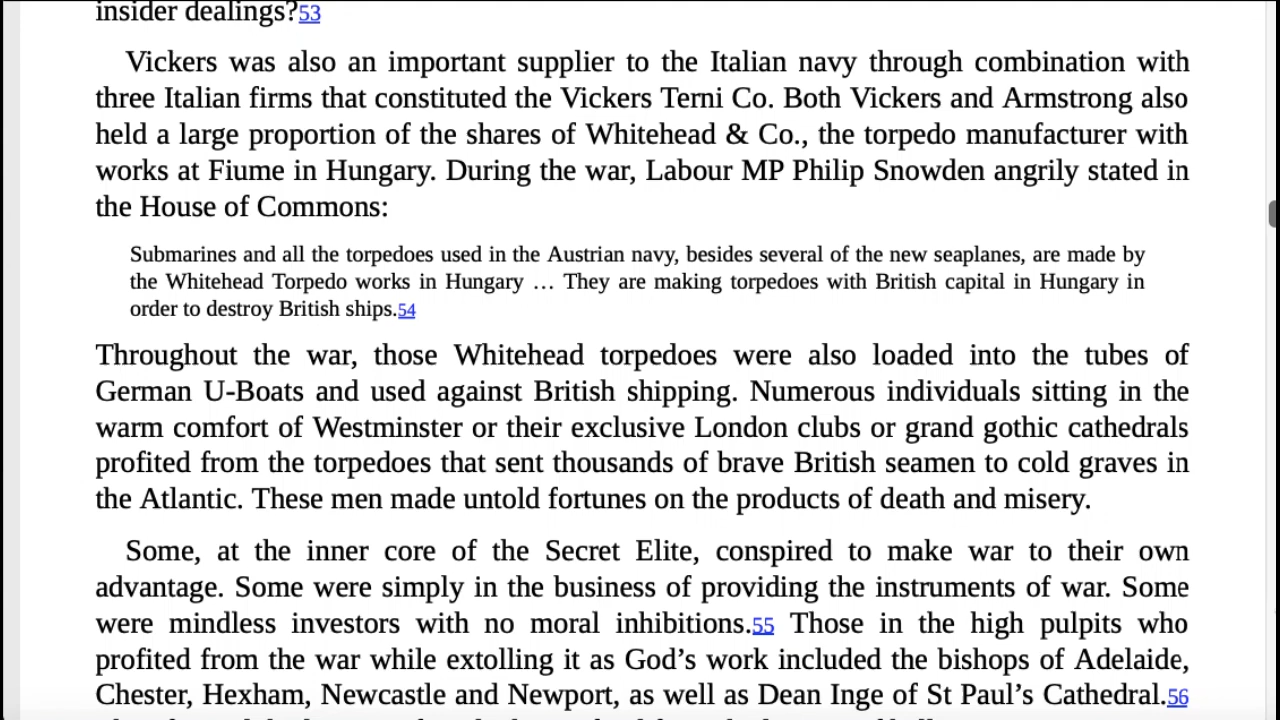 insider dealings?53
Vickers was also an important supplier to the Italian navy through combination with
three Italian firms that constituted the Vickers Terni Co. Both Vickers and Armstrong also
held a large proportion of the shares of Whitehead & Co., the torpedo manufacturer with
works at Fiume in Hungary. During the war, Labour MP Philip Snowden angrily stated in
the House of Commons:
Submarines and all the torpedoes used in the Austrian navy, besides several of the new seaplanes, are made by
the Whitehead Torpedo works in Hungary … They are making torpedoes with British capital in Hungary in
order to destroy British ships.54
Throughout the war, those Whitehead torpedoes were also loaded into the tubes of
German U-Boats and used against British shipping. Numerous individuals sitting in the
warm comfort of Westminster or their exclusive London clubs or grand gothic cathedrals
profited from the torpedoes that sent thousands of brave British seamen to cold graves in
the Atlantic. These men made untold fortunes on the products of death and misery.
Some, at the inner core of the Secret Elite, conspired to make war to their own
advantage. Some were simply in the business of providing the instruments of war. Some
were mindless investors with no moral inhibitions.55 Those in the high pulpits who
profited from the war while extolling it as God’s work included the bishops of Adelaide,
Chester, Hexham, Newcastle and Newport, as well as Dean Inge of St Paul’s Cathedral.56